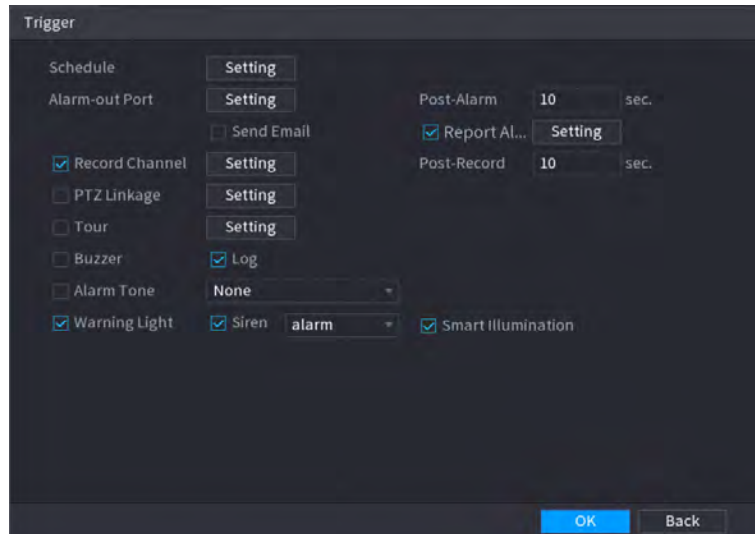 Trigger
Schedule Setting
Alarm-out Port Setting Post-Alarm 10 sec.
Send Email Report Al... Setting
Record Channel Setting Post-Record 10 sec.
PTZ Linkage Setting
Tour Setting
Buzzer Log
Alarm Tone None
Warning Light Siren alarm Smart Illumination
OK Back